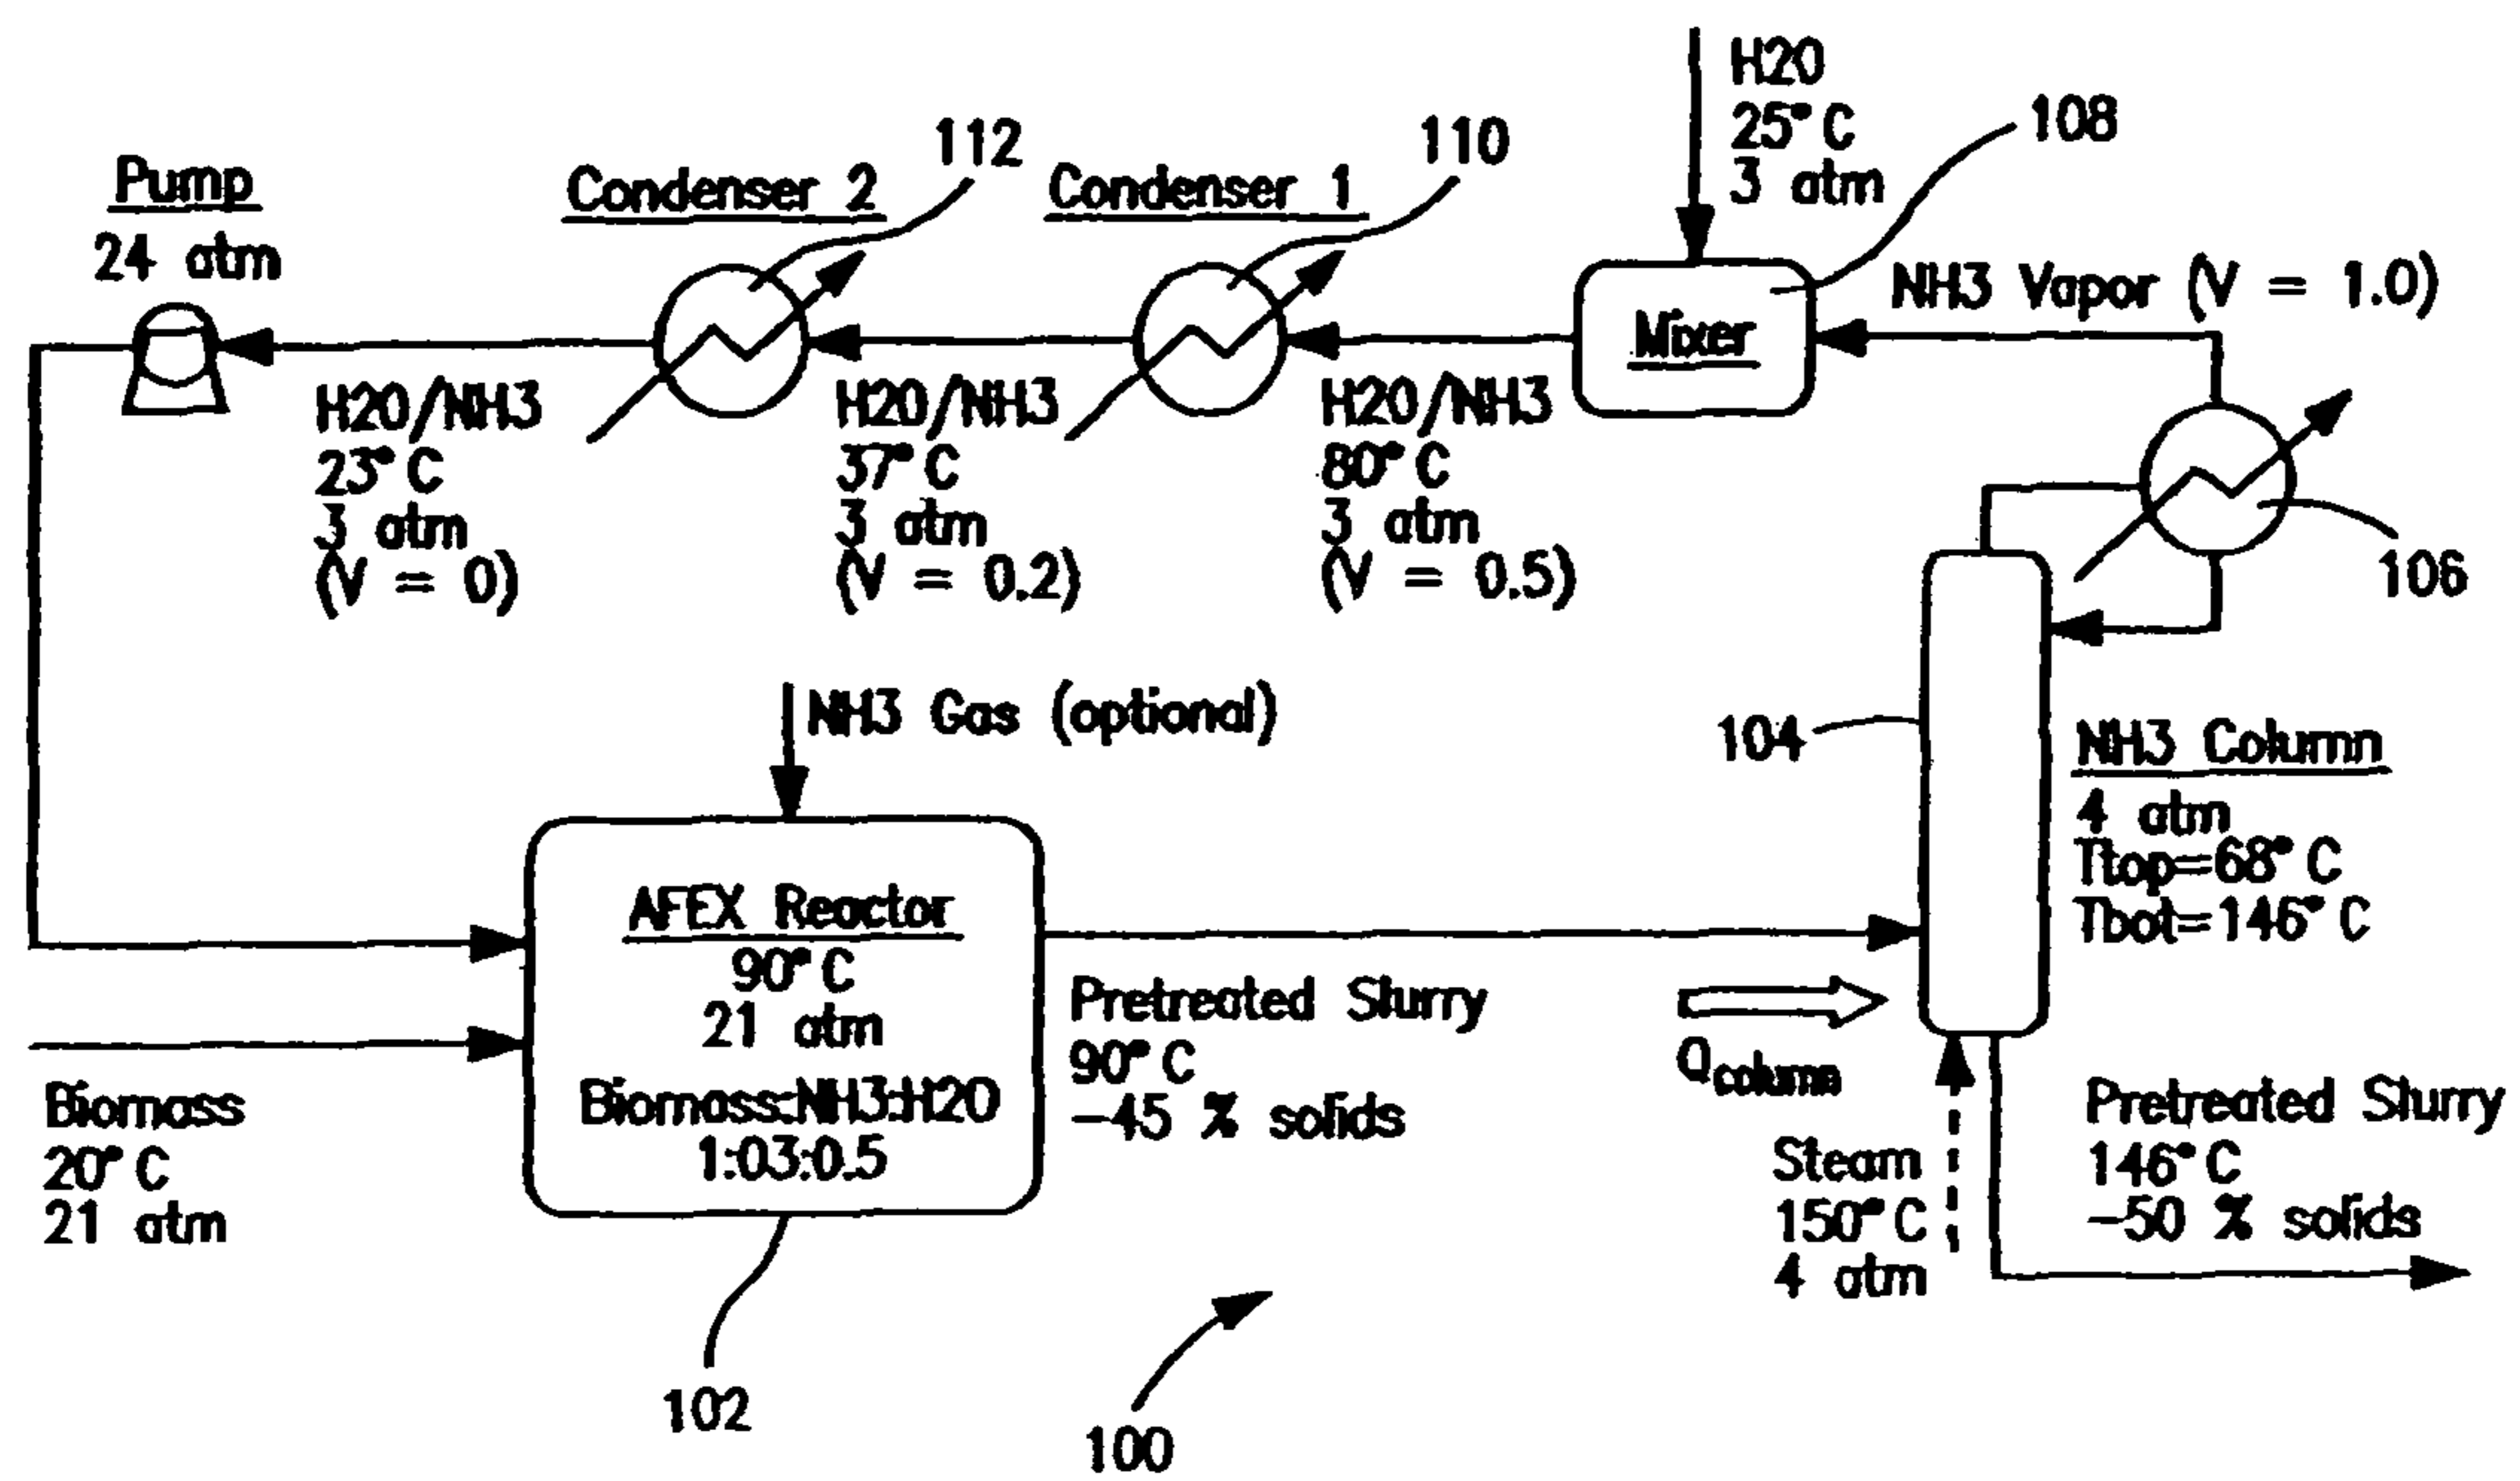 H20
25°C
3 atm
108
112
110
Pump
24 atm
Condenser 2
Condenser 1
NH3 Vapor (V = 1.0)
Mixer
H20/NH3
23°C
3 atm
(V = 0)
H20/NH3
37°C
3 atm
(V = 0.2)
H20/NH3
80°C
3 atm
(V = 0.5)
106
NH3 Gas (optional)
104
NH3 Column
4 atm
Ttop=68°C
Tbot=146°C
AFEX Reactor
90°C
21 atm
Biomass:NH3:H20
1:03:0.5
Pretreated Slurry
90°C
-45 % solids
Qcolumn
Biomass
20°C
21 atm
Steam
150°C
4 atm
Pretreated Slurry
146°C
-50 % solids
102
100